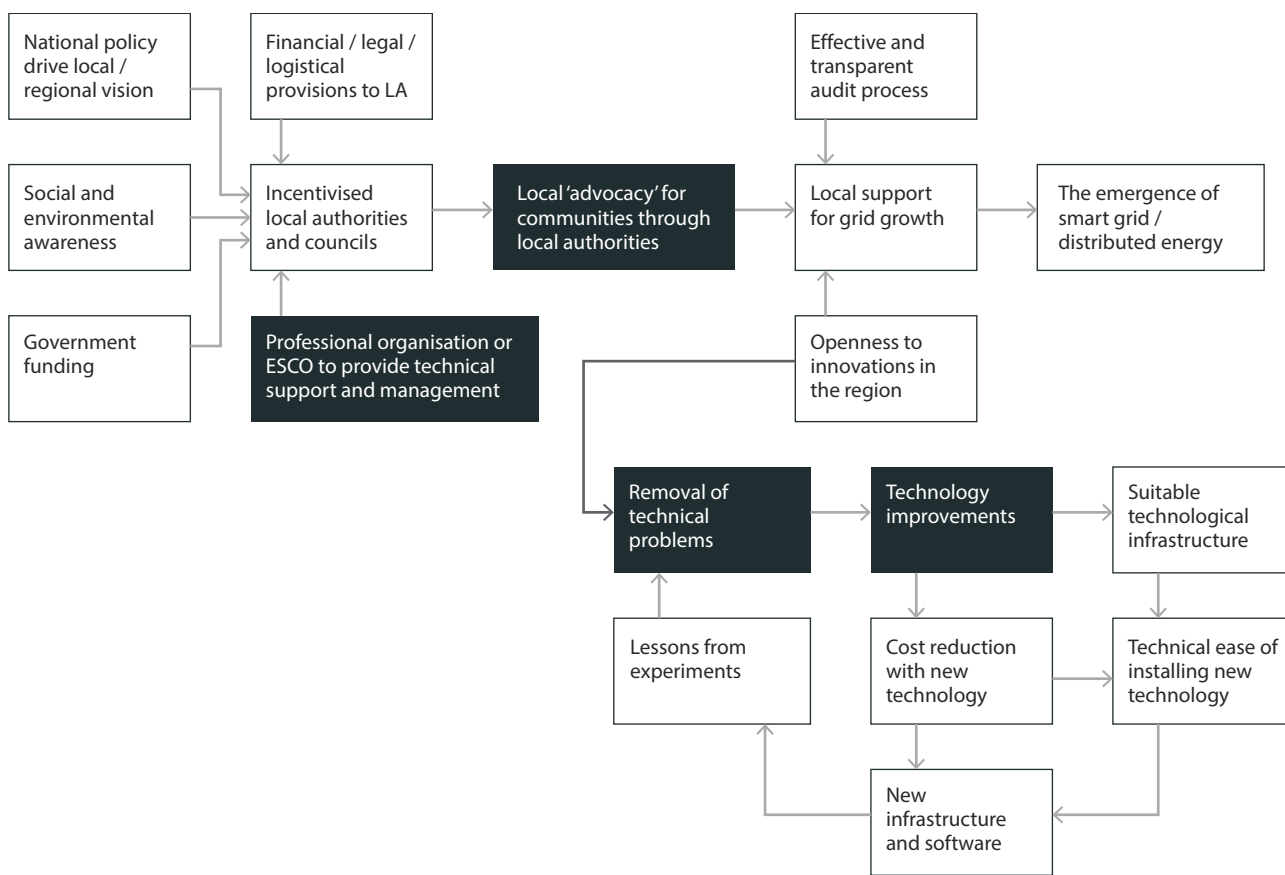 National policy
drive local /
regional vision
Financial / legal /
logistical
provisions to LA
Effective and
transparent
audit process
Social and
environmental
awareness
Incentivised
local authorities
and councils
Local ‘advocacy’ for
communities through
local authorities
Local support
for grid growth
The emergence of
smart grid /
distributed energy
Government
funding
Professional organisation or
ESCO to provide technical
support and management
Openness to
innovations in
the region
Removal of
technical
problems
Technology
improvements
Suitable
technological
infrastructure
Lessons from
experiments
Cost reduction
with new
technology
Technical ease of
installing new
technology
New
infrastructure
and software